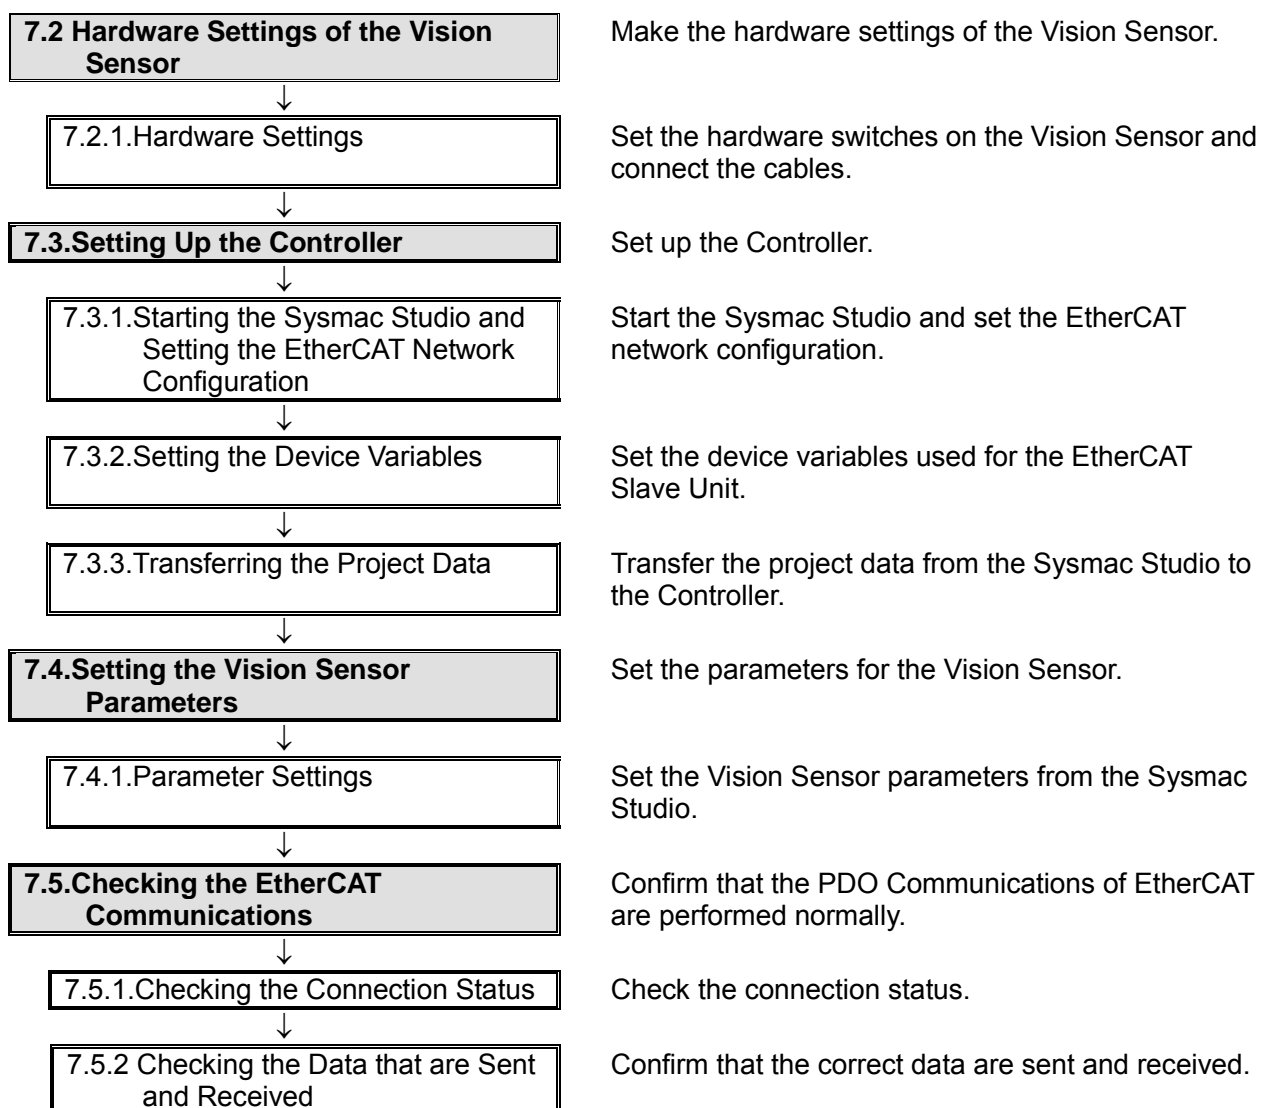 7.2 Hardware Settings of the Vision
Sensor
Make the hardware settings of the Vision Sensor.
↓
7.2.1.Hardware Settings
Set the hardware switches on the Vision Sensor and
connect the cables.
↓
7.3.Setting Up the Controller
Set up the Controller.
↓
7.3.1.Starting the Sysmac Studio and
Setting the EtherCAT Network
Configuration
Start the Sysmac Studio and set the EtherCAT
network configuration.
↓
7.3.2.Setting the Device Variables
Set the device variables used for the EtherCAT
Slave Unit.
↓
7.3.3.Transferring the Project Data
Transfer the project data from the Sysmac Studio to
the Controller.
↓
7.4.Setting the Vision Sensor
Parameters
Set the parameters for the Vision Sensor.
↓
7.4.1.Parameter Settings
Set the Vision Sensor parameters from the Sysmac
Studio.
↓
7.5.Checking the EtherCAT
Communications
Confirm that the PDO Communications of EtherCAT
are performed normally.
↓
7.5.1.Checking the Connection Status
Check the connection status.
↓
7.5.2 Checking the Data that are Sent
and Received
Confirm that the correct data are sent and received.